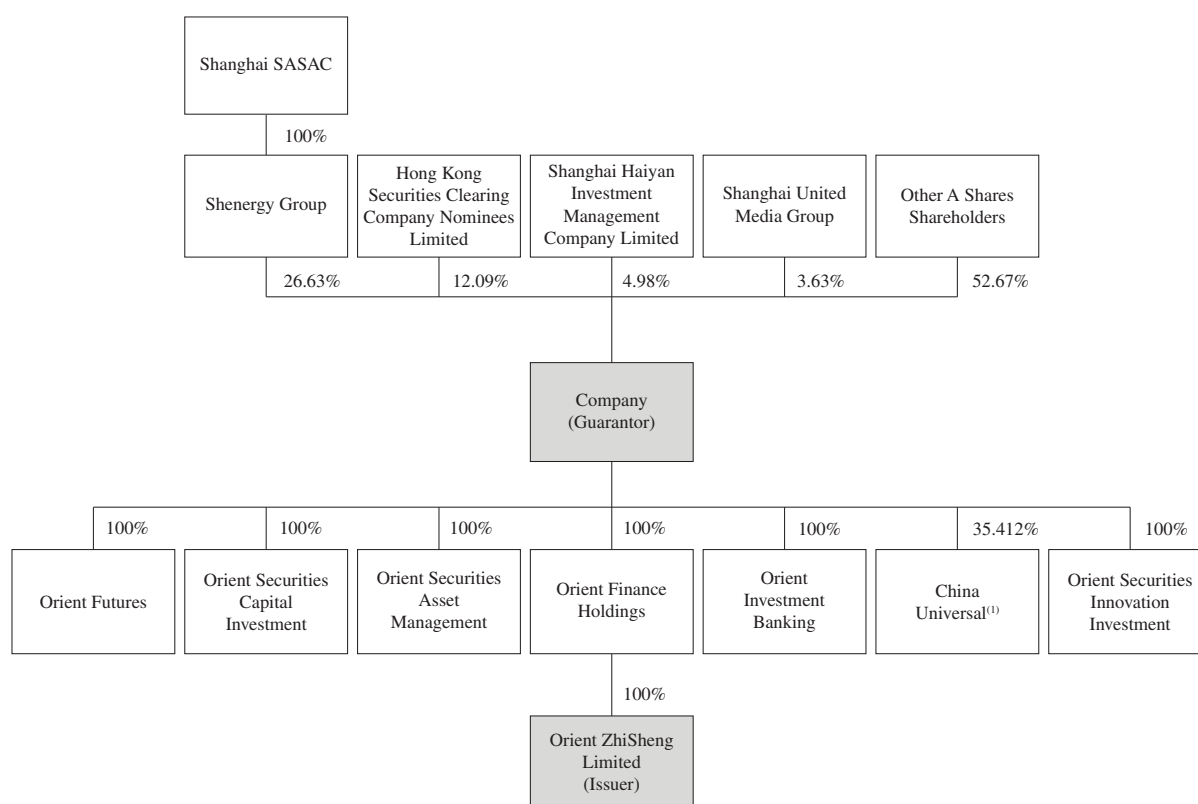 Shanghai SASAC
100%
Shenergy Group
Hong Kong
Securities Clearing
Company Nominees
Limited
Shanghai Haiyan
Investment
Management
Company Limited
Shanghai United
Media Group
Other A Shares
Shareholders
26.63%
12.09%
4.98%
3.63%
52.67%
Company
(Guarantor)
100%
100%
100%
100%
100%
35.412%
100%
Orient Futures
Orient Securities
Capital
Investment
Orient Securities
Asset
Management
Orient Finance
Holdings
Orient
Investment
Banking
China
Universal(1)
Orient Securities
Innovation
Investment
100%
Orient ZhiSheng
Limited
(Issuer)